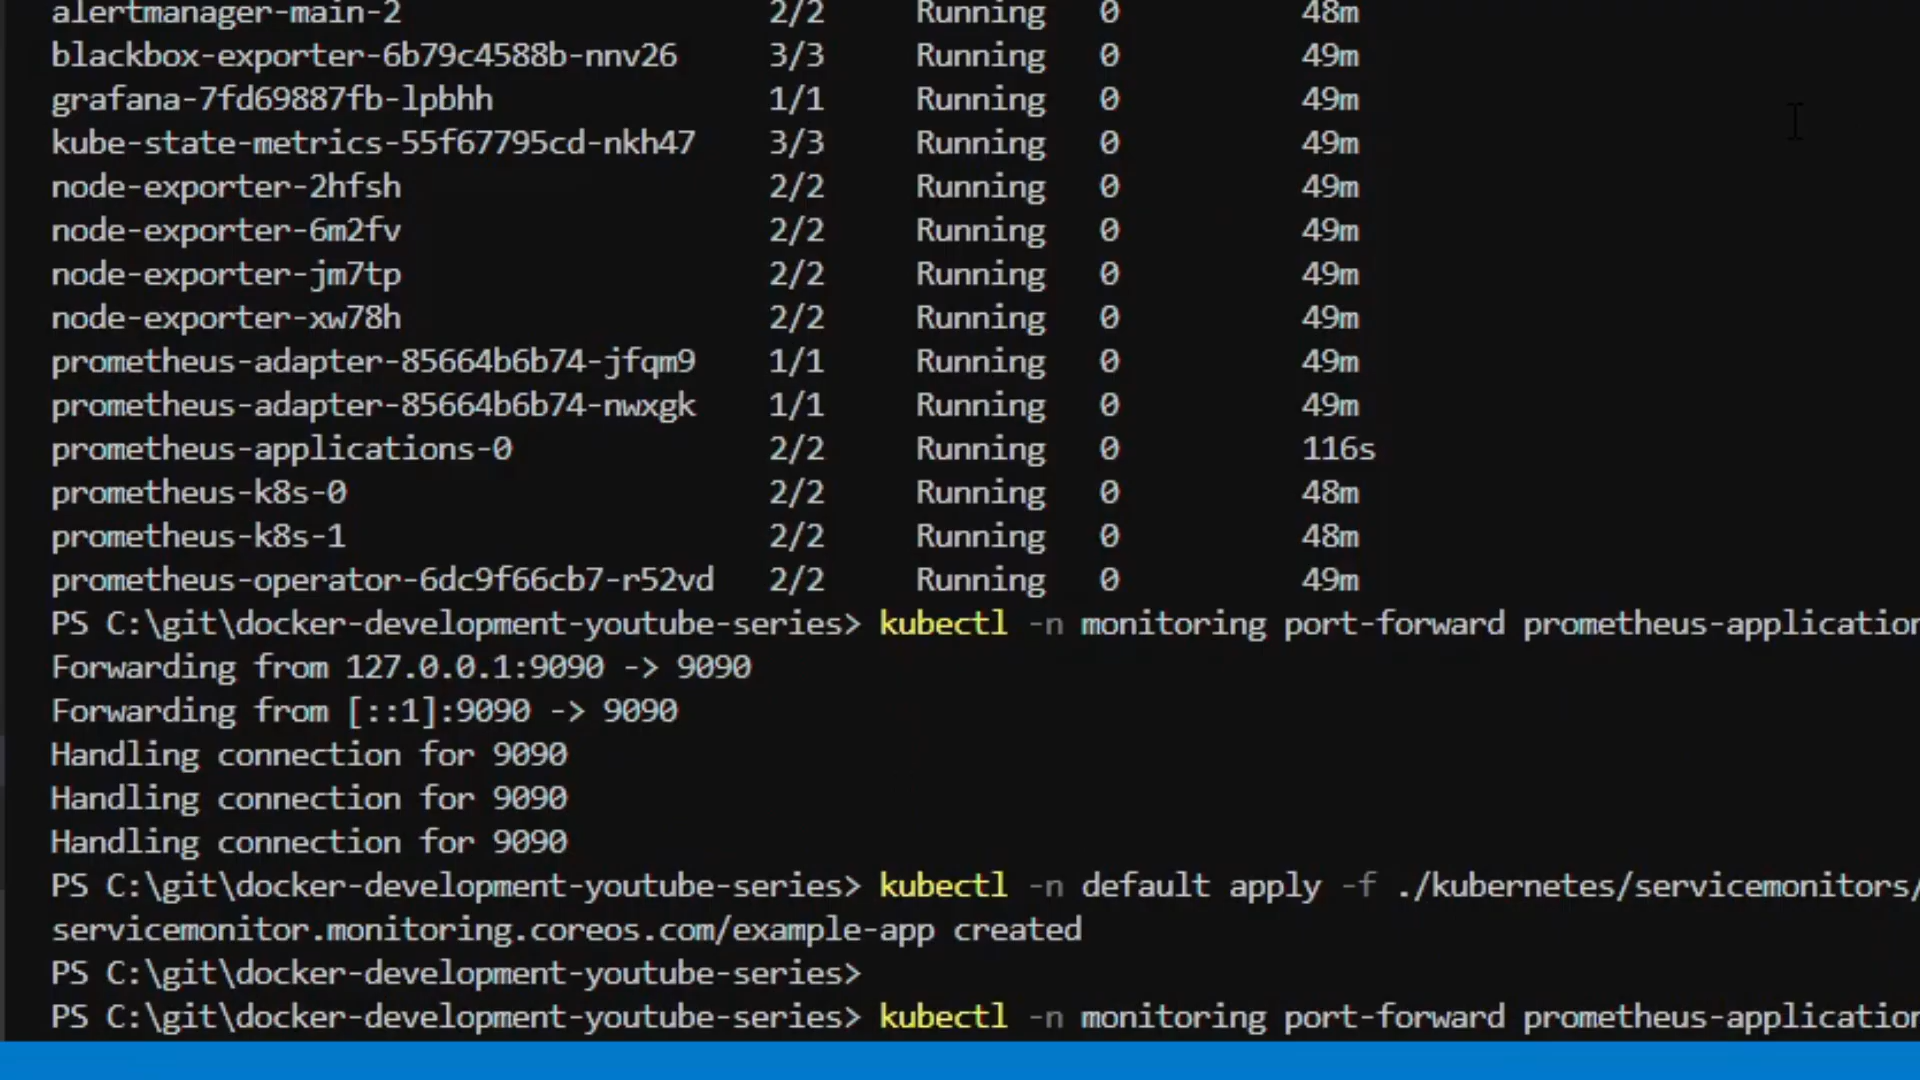 alertmanager-main-2 2/2 Running 0 48m
blackbox-exporter-6b79c4588b-nnv26 3/3 Running 0 49m
grafana-7fd69887fb-lpbhh 1/1 Running 0 49m
kube-state-metrics-55f67795cd-nkh47 3/3 Running 0 49m
node-exporter-2hfsh 2/2 Running 0 49m
node-exporter-6m2fv 2/2 Running 0 49m
node-exporter-jm7tp 2/2 Running 0 49m
node-exporter-xw78h 2/2 Running 0 49m
prometheus-adapter-85664b6b74-jfqm9 1/1 Running 0 49m
prometheus-adapter-85664b6b74-nwxgk 1/1 Running 0 49m
prometheus-applications-0 2/2 Running 0 116s
prometheus-k8s-0 2/2 Running 0 48m
prometheus-k8s-1 2/2 Running 0 48m
prometheus-operator-6dc9f66cb7-r52vd 2/2 Running 0 49m
PS C:\git\docker-development-youtube-series> kubectl -n monitoring port-forward prometheus-application
Forwarding from 127.0.0.1:9090 -> 9090
Forwarding from [::1]:9090 -> 9090
Handling connection for 9090
Handling connection for 9090
Handling connection for 9090
PS C:\git\docker-development-youtube-series> kubectl -n default apply -f ./kubernetes/servicemonitors/
servicemonitor.monitoring.coreos.com/example-app created
PS C:\git\docker-development-youtube-series>
PS C:\git\docker-development-youtube-series> kubectl -n monitoring port-forward prometheus-application